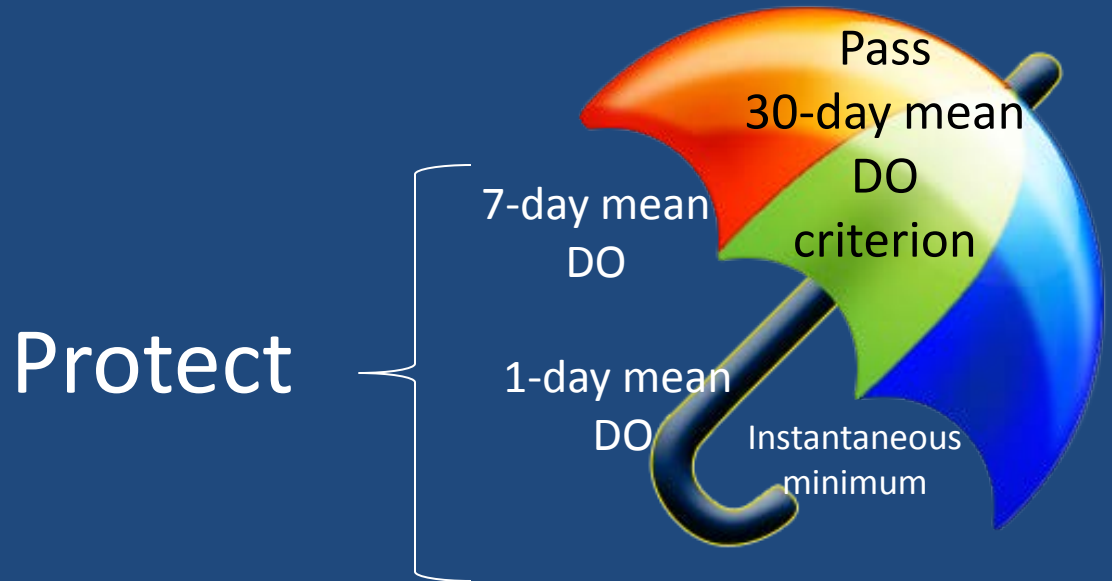 Pass
30-day mean
DO
criterion
7-day mean
DO
Protect
1-day mean
DO
Instantaneous
minimum